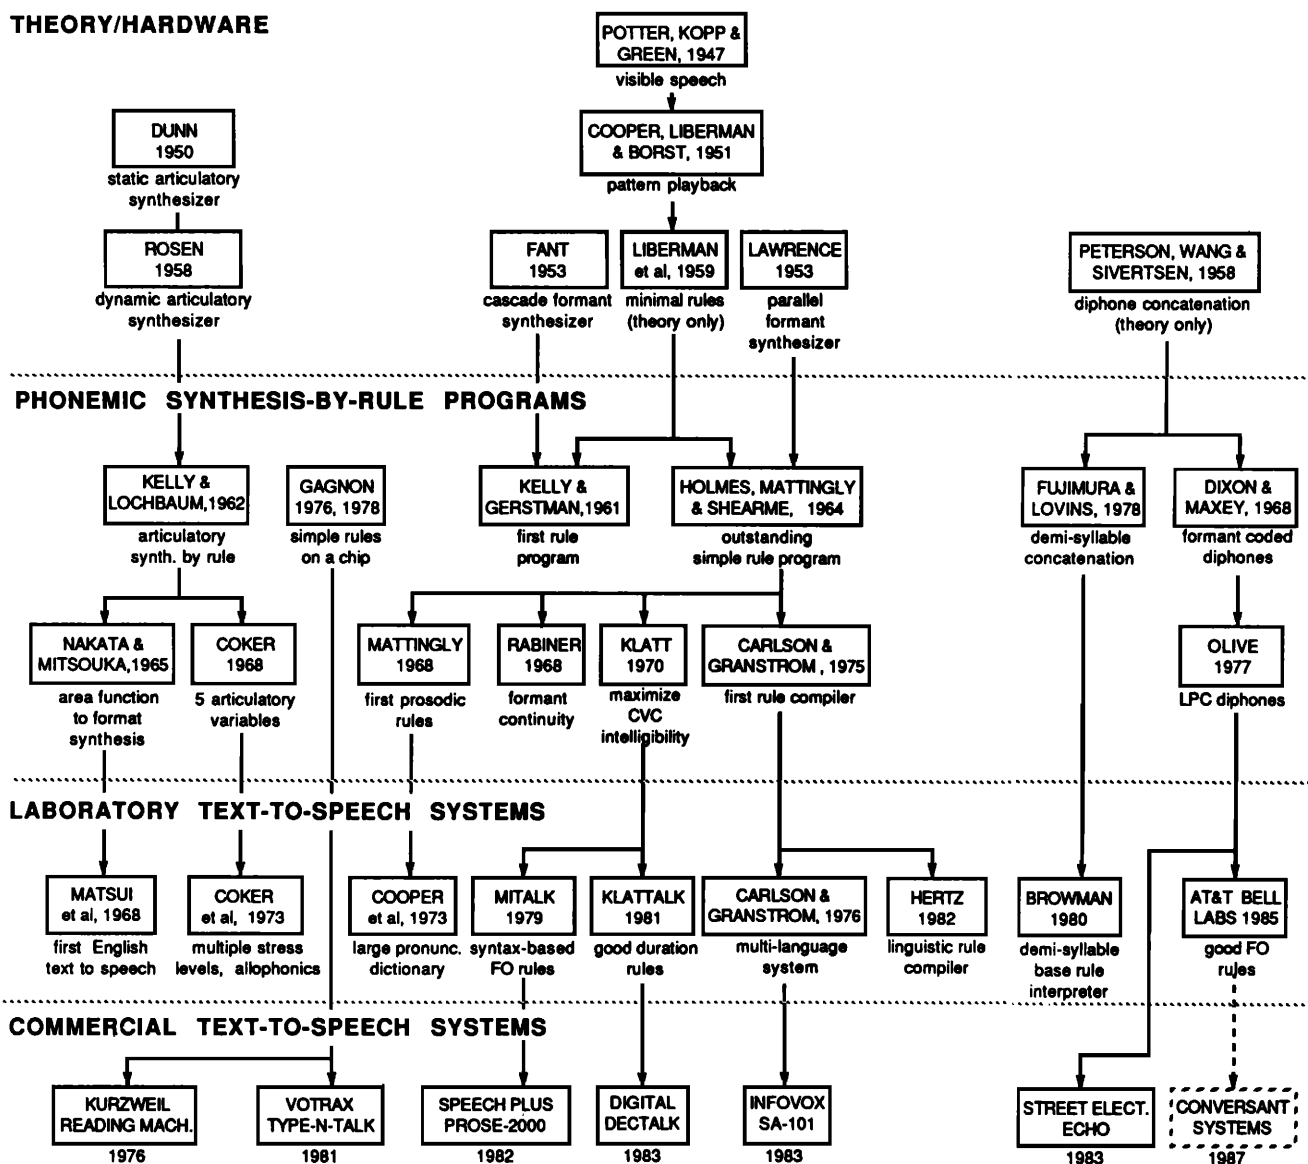 THEORY/HARDWARE
POTTER, KOPP &
GREEN, 1947
visible speech
DUNN
1950
static articulatory
synthesizer
COOPER, LIBERMAN
& BORST, 1951
pattern playback
ROSEN
1958
dynamic articulatory
synthesizer
FANT
1953
cascade formant
synthesizer
LIBERMAN
et al, 1959
minimal rules
(theory only)
LAWRENCE
1953
parallel
formant
synthesizer
PETERSON, WANG &
SIVERTSEN, 1958
diphone concatenation
(theory only)
PHONEMIC SYNTHESIS-BY-RULE PROGRAMS
KELLY &
LOCHBAUM,1962
articulatory
synth. by rule
GAGNON
1976, 1978
simple rules
on a chip
KELLY &
GERSTMAN,1961
first rule
program
HOLMES, MATTINGLY
& SHEARME, 1964
outstanding
simple rule program
FUJIMURA &
LOVINS, 1978
demi-syllable
concatenation
DIXON &
MAXEY, 1968
formant coded
diphones
NAKATA &
MITSOUKA,1965
area function
to format
synthesis
COKER
1968
5 articulatory
variables
MATTINGLY
1968
first prosodic
rules
RABINER
1968
formant
continuity
KLATT
1970
maximize
CVC
intelligibility
CARLSON &
GRANSTROM , 1975
first rule compiler
OLIVE
1977
LPC diphones
LABORATORY TEXT-TO-SPEECH SYSTEMS
MATSUI
et al, 1968
first English
text to speech
COKER
et al, 1973
multiple stress
levels, allophonics
COOPER
et al, 1973
large pronunc.
dictionary
MITALK
1979
syntax-based
FO rules
KLATTALK
1981
good duration
rules
CARLSON &
GRANSTROM, 1976
multi-language
system
HERTZ
1982
linguistic rule
compiler
BROWMAN
1980
demi-syllable
base rule
interpreter
AT&T BELL
LABS 1985
good FO
rules
COMMERCIAL TEXT-TO-SPEECH SYSTEMS
KURZWEIL
READING MACH.
1976
VOTRAX
TYPE-N-TALK
1981
SPEECH PLUS
PROSE-2000
1982
DIGITAL
DECTALK
1983
INFOVOX
SA-101
1983
STREET ELECT.
ECHO
1983
CONVERSANT
SYSTEMS
1987